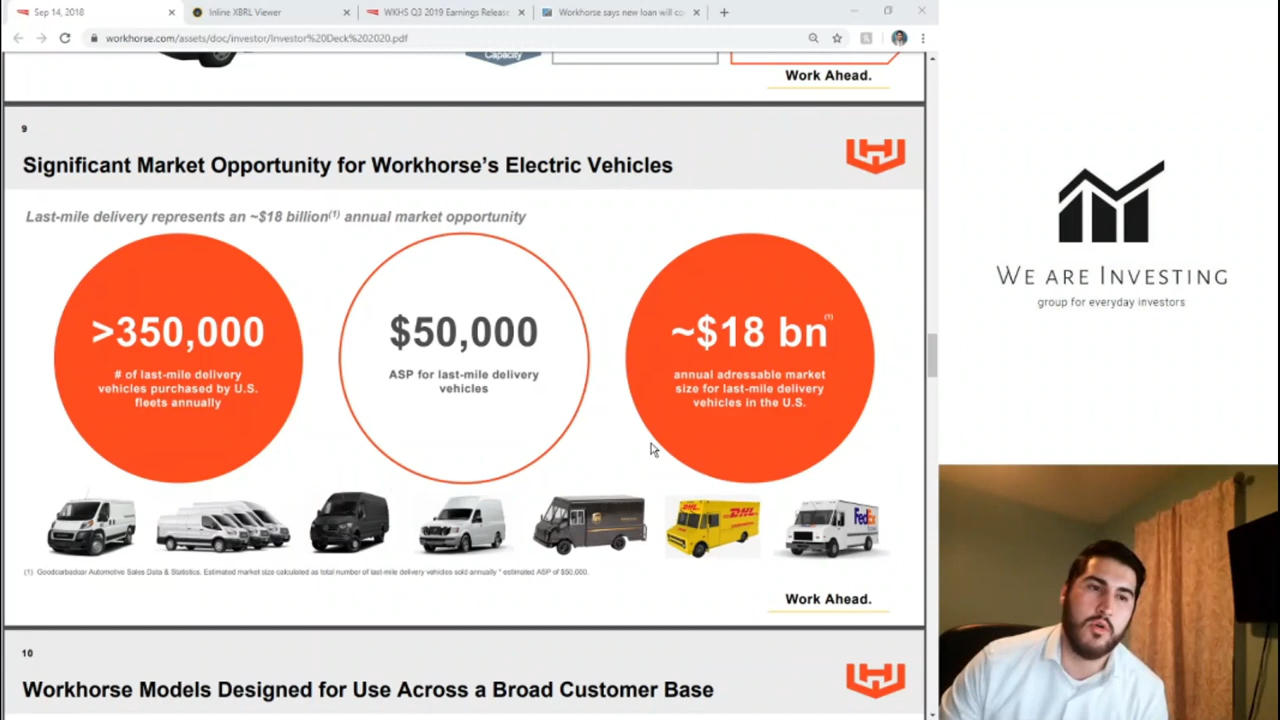 Sep 14, 2018
Inline XBRL Viewer
WKHS Q3 2019 Earnings Release
Workhorse says new loan will co
workhorse.com/assets/doc/investor/Investor%20Deck%202020.pdf
Capacity
Work Ahead.
9
Significant Market Opportunity for Workhorse's Electric Vehicles
Last-mile delivery represents an ~$18 billion(1) annual market opportunity
>350,000
# of last-mile delivery
vehicles purchased by U.S.
fleets annually
$50,000
ASP for last-mile delivery
vehicles
~$18 bn(1)
annual adressable market
size for last-mile delivery
vehicles in the U.S.
DHL
FedEx
(1) Goodcarbadcar Automotive Sales Data & Statistics. Estimated market size calculated as total number of last-mile delivery vehicles sold annually * estimated ASP of $50,000.
Work Ahead.
10
Workhorse Models Designed for Use Across a Broad Customer Base
WE ARE INVESTING
group for everyday investors